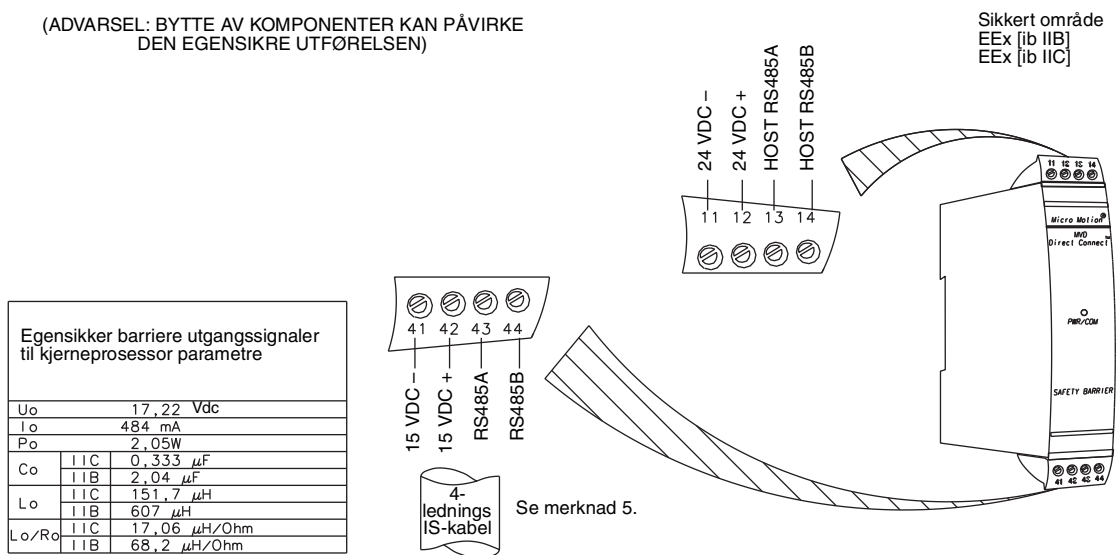 (ADVARSEL: BYTTE AV KOMPONENTER KAN PÅVIRKE
DEN EGENSIKRE UTFØRELSEN)
Sikkert område
EEx [ib IIB]
EEx [ib IIC]
24 VDC –
24 VDC +
HOST RS485A
HOST RS485B
11 12 13 14
11 12 13 14
Micro Motion®
MVD
Direct Connect™
PWR/COM
SAFETY BARRIER
41 42 43 44
41 42 43 44
15 VDC –
15 VDC +
RS485A
RS485B
4-
lednings
IS-kabel
Se merknad 5.
Egensikker barriere utgangssignaler
til kjerneprosessor parametre
Uo 17,22 Vdc
Io 484 mA
Po 2,05W
Co IIC 0,333 µF
IIB 2,04 µF
Lo IIC 151,7 µH
IIB 607 µH
Lo/Ro IIC 17,06 µH/Ohm
IIB 68,2 µH/Ohm